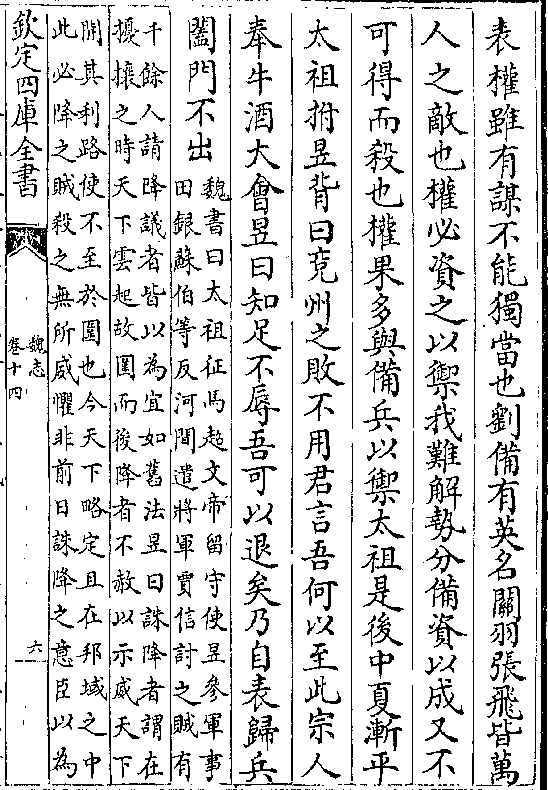 表權雖有謀不能獨當也劉備有英名關羽張飛皆萬
人之敵也權必資之以禦我難解勢分備資以成又不
可得而殺也權果多與備兵以禦太祖是後中夏漸平
太祖拊昱背曰兗州之敗不用君言吾何以至此宗人
奉牛酒大會昱曰知足不辱吾可以退矣乃自表歸兵
闔門不出
魏書曰太祖征馬超文帝留守使昱參軍事
田銀蘇伯等反河間遣將軍賈信討之賊有
千餘人請降議者皆以為宜如舊法昱曰誅降者謂在
擾攘之時天下雲起故圍而後降者不赦以示威天下
開其利路使不至於圍也今天下略定且在邦域之中
此必降之賊殺之無所威懼非前日誅降之意臣以為
欽定四庫全書
魏志
卷十四
六